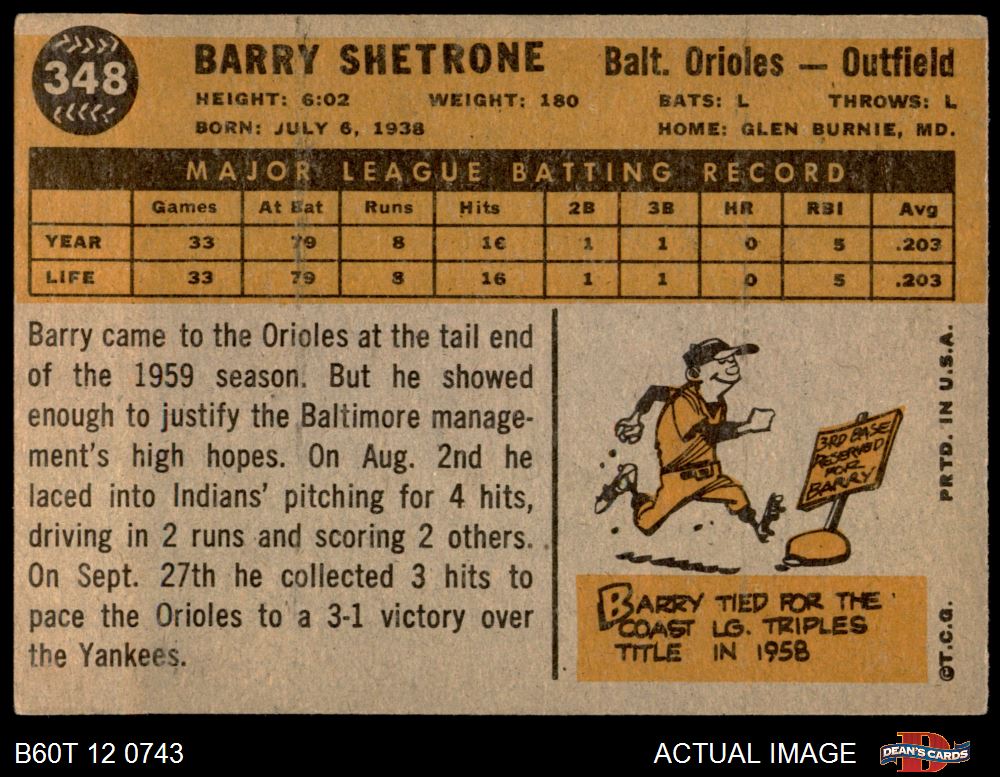 348
BARRY SHETRONE
Balt. Orioles — Outfield
HEIGHT: 6:02 WEIGHT: 180 BATS: L THROWS: L
BORN: JULY 6, 1938 HOME: GLEN BURNIE, MD.
MAJOR LEAGUE BATTING RECORD
Games At Bat Runs Hits 2B 3B HR RBI Avg
YEAR 33 79 8 16 1 1 0 5 .203
LIFE 33 79 8 16 1 1 0 5 .203
Barry came to the Orioles at the tail end
of the 1959 season. But he showed
enough to justify the Baltimore manage-
ment's high hopes. On Aug. 2nd he
laced into Indians' pitching for 4 hits,
driving in 2 runs and scoring 2 others.
On Sept. 27th he collected 3 hits to
pace the Orioles to a 3-1 victory over
the Yankees.
3RD BASE
RESERVED
FOR
BARRY
BARRY TIED FOR THE
COAST LG. TRIPLES
TITLE IN 1958
PRTD. IN U.S.A.
©T.C.G.
B60T 12 0743
ACTUAL IMAGE
D
DEAN'S CARDS